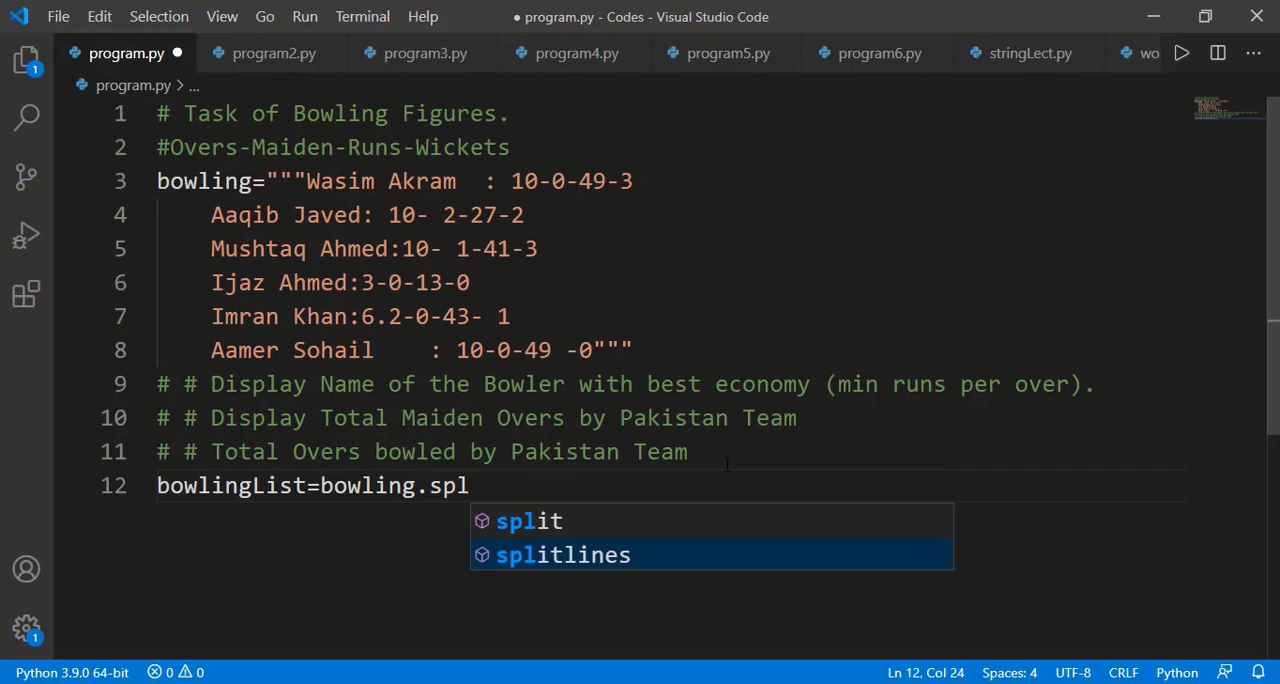 File Edit Selection View Go Run Terminal Help ● program.py - Codes - Visual Studio Code
program.py ● program2.py program3.py program4.py program5.py program6.py stringLect.py wo
program.py > ...
1 # Task of Bowling Figures.
2 #Overs-Maiden-Runs-Wickets
3 bowling="""Wasim Akram  : 10-0-49-3
4     Aaqib Javed: 10- 2-27-2
5     Mushtaq Ahmed:10- 1-41-3
6     Ijaz Ahmed:3-0-13-0
7     Imran Khan:6.2-0-43- 1
8     Aamer Sohail    : 10-0-49 -0"""
9 # # Display Name of the Bowler with best economy (min runs per over).
10 # # Display Total Maiden Overs by Pakistan Team
11 # # Total Overs bowled by Pakistan Team
12 bowlingList=bowling.spl
split
splitlines
1
1
Python 3.9.0 64-bit 0 0 Ln 12, Col 24 Spaces: 4 UTF-8 CRLF Python